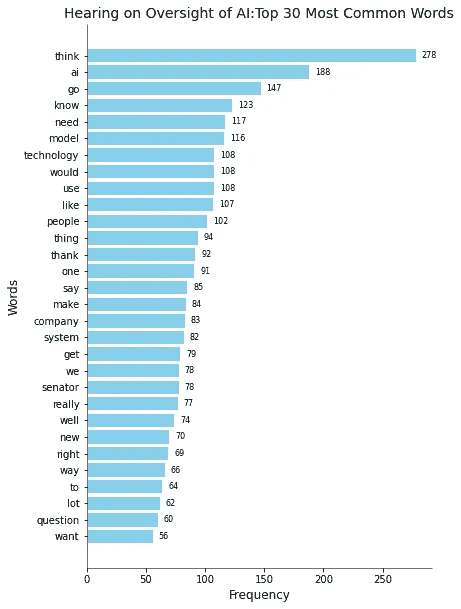 Hearing on Oversight of AI:Top 30 Most Common Words
think 278
ai 188
go 147
know 123
need 117
model 116
technology 108
would 108
use 108
like 107
people 102
thing 94
thank 92
one 91
say 85
make 84
company 83
system 82
get 79
we 78
senator 78
really 77
well 74
new 70
right 69
way 66
to 64
lot 62
question 60
want 56
Words
0 50 100 150 200 250
Frequency